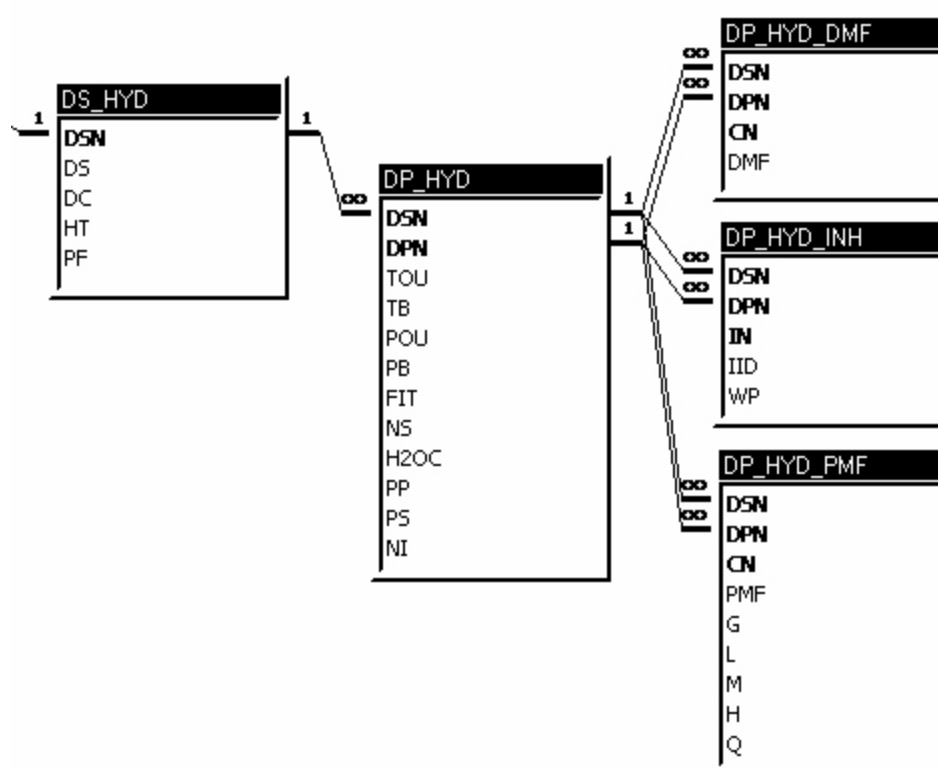 1
DS_HYD
DSN
DS
DC
HT
PF
1
∞
DP_HYD
DSN
DPN
TOU
TB
POU
PB
FIT
NS
H2OC
PP
PS
NI
1
1
∞
∞
DP_HYD_DMF
DSN
DPN
CN
DMF
∞
∞
DP_HYD_INH
DSN
DPN
IN
IID
WP
∞
∞
DP_HYD_PMF
DSN
DPN
CN
PMF
G
L
M
H
Q